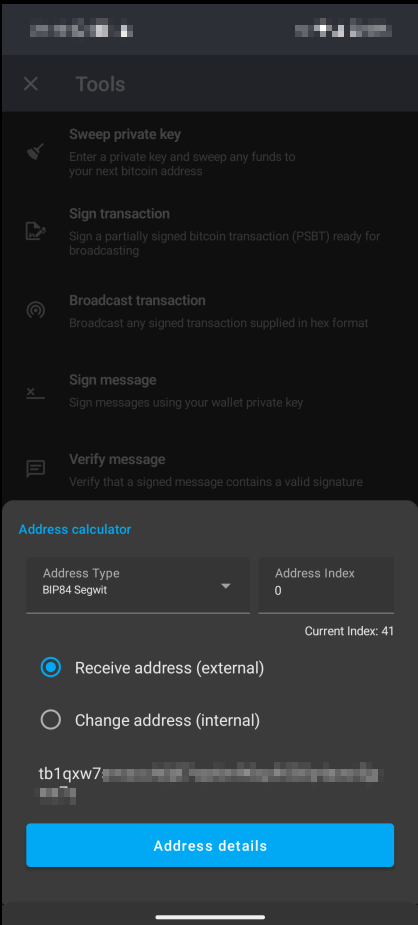 Tools
Sweep private key
Enter a private key and sweep any funds to
your next bitcoin address
Sign transaction
Sign a partially signed bitcoin transaction (PSBT) ready for
broadcasting
Broadcast transaction
Broadcast any signed transaction supplied in hex format
Sign message
Sign messages using your wallet private key
Verify message
Verify that a signed message contains a valid signature
Address calculator
Address Type
BIP84 Segwit
Address Index
0
Current Index: 41
Receive address (external)
Change address (internal)
tb1qxw7
Address details